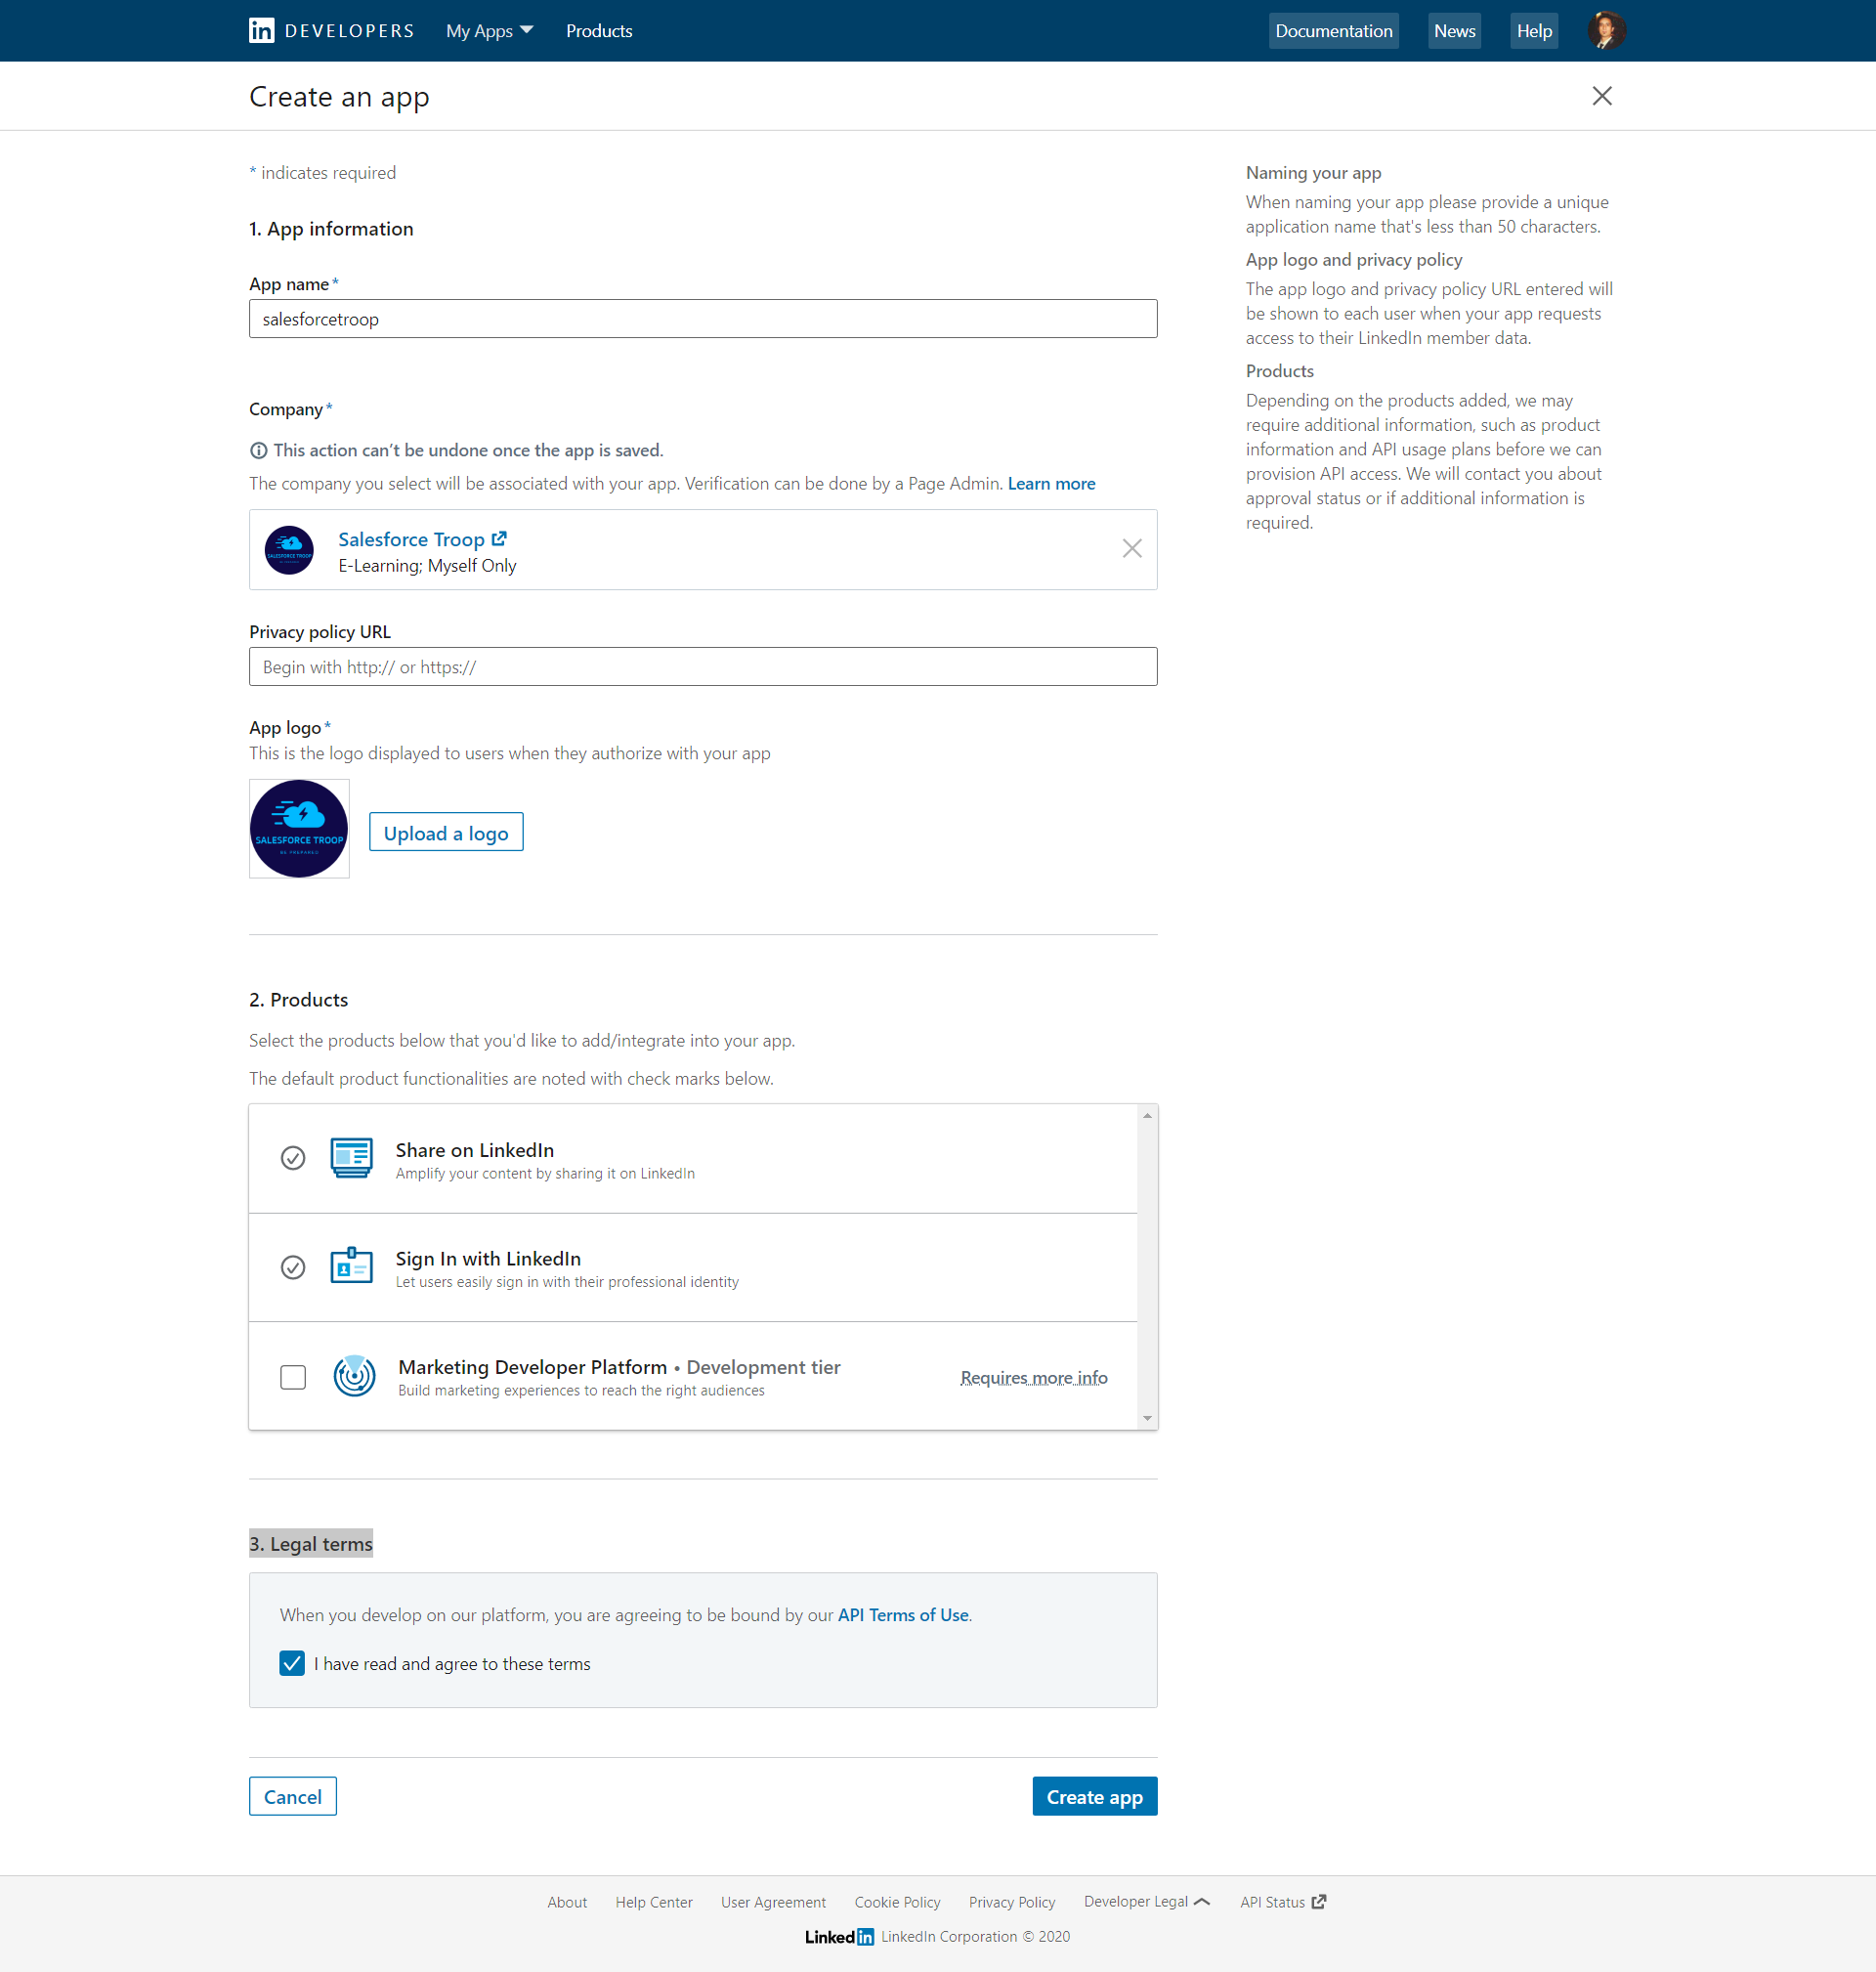 in DEVELOPERS My Apps Products Documentation News Help
Create an app
* indicates required
1. App information
App name*
salesforcetroop
Company*
This action can't be undone once the app is saved.
The company you select will be associated with your app. Verification can be done by a Page Admin. Learn more
SALESFORCE TROOP
Salesforce Troop
E-Learning; Myself Only
Privacy policy URL
Begin with http:// or https://
App logo*
This is the logo displayed to users when they authorize with your app
SALESFORCE TROOP
BE PREPARED
Upload a logo
2. Products
Select the products below that you'd like to add/integrate into your app.
The default product functionalities are noted with check marks below.
Share on LinkedIn
Amplify your content by sharing it on LinkedIn
Sign In with LinkedIn
Let users easily sign in with their professional identity
Marketing Developer Platform • Development tier
Build marketing experiences to reach the right audiences
Requires more info
3. Legal terms
When you develop on our platform, you are agreeing to be bound by our API Terms of Use.
I have read and agree to these terms
Cancel
Create app
Naming your app
When naming your app please provide a unique
application name that's less than 50 characters.
App logo and privacy policy
The app logo and privacy policy URL entered will
be shown to each user when your app requests
access to their LinkedIn member data.
Products
Depending on the products added, we may
require additional information, such as product
information and API usage plans before we can
provision API access. We will contact you about
approval status or if additional information is
required.
About Help Center User Agreement Cookie Policy Privacy Policy Developer Legal API Status
Linkedin LinkedIn Corporation © 2020